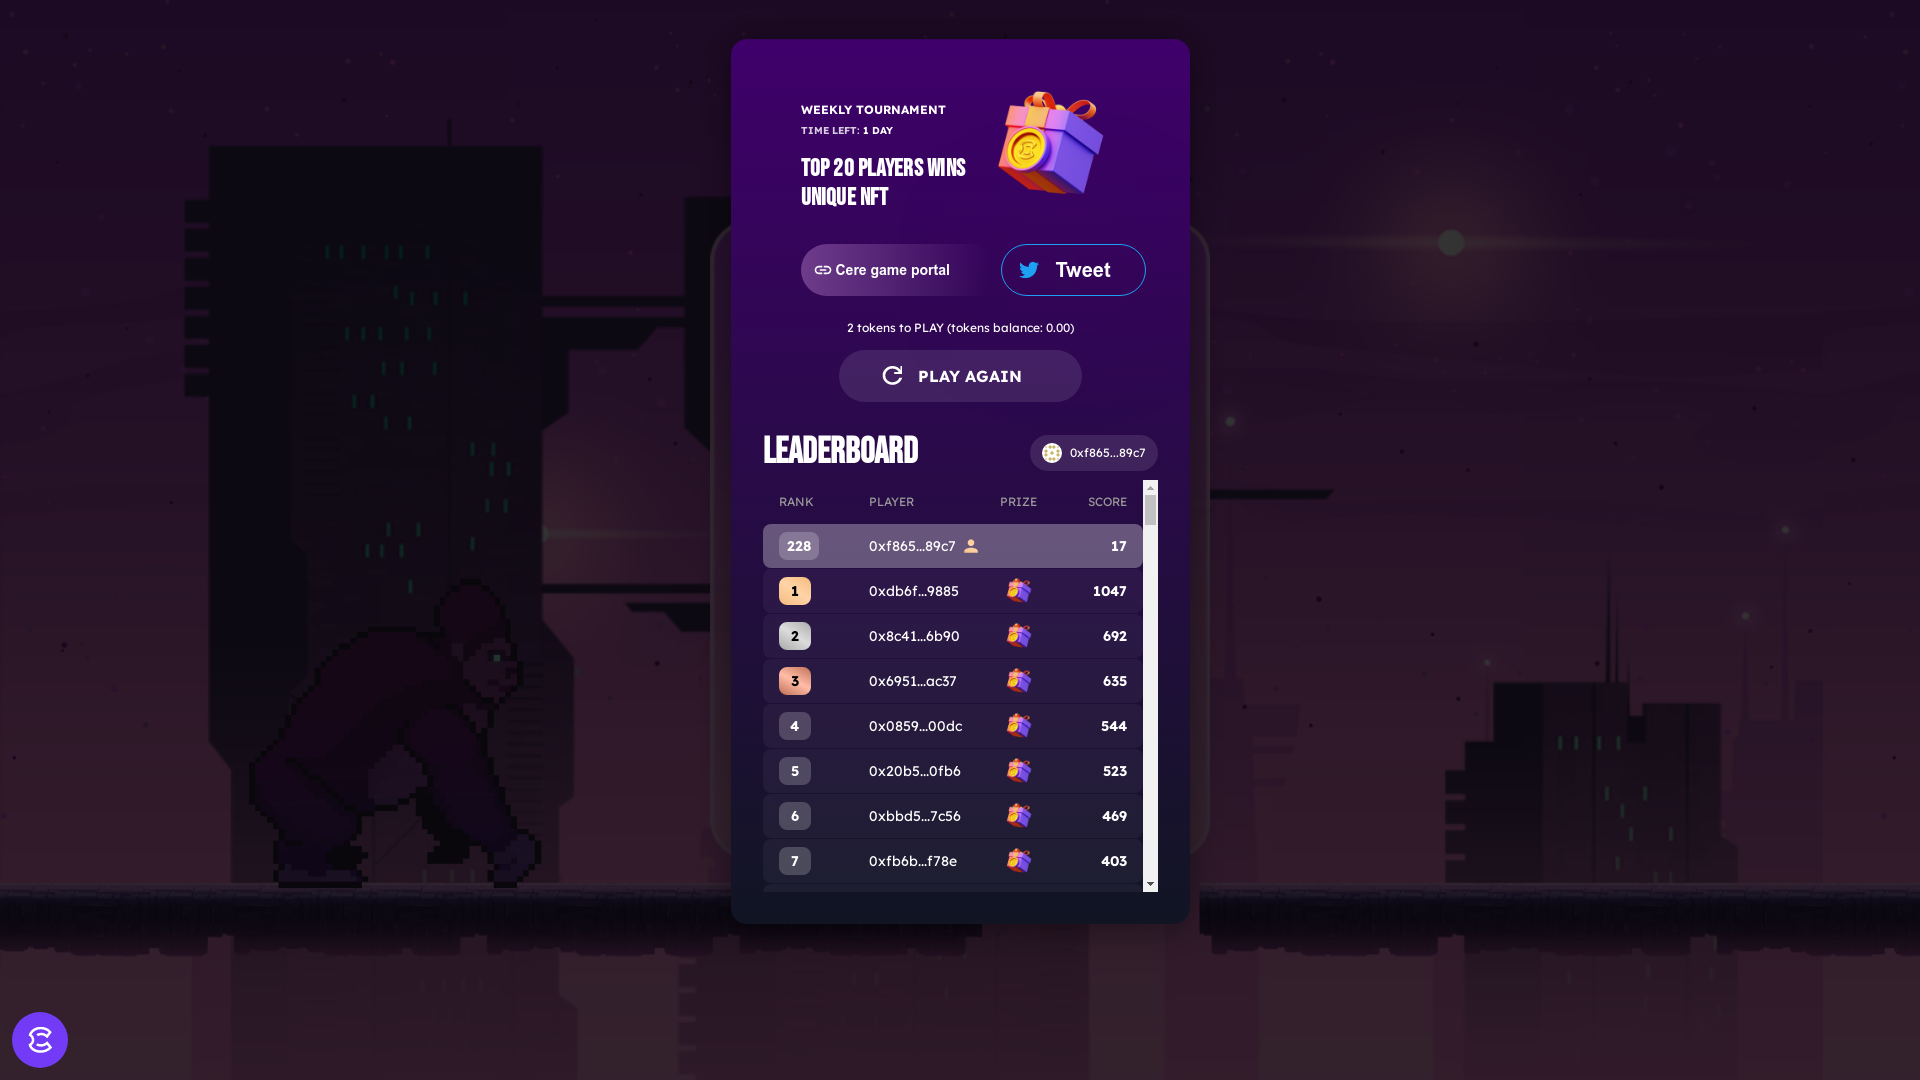 WEEKLY TOURNAMENT
TIME LEFT: 1 DAY
TOP 20 PLAYERS WINS
UNIQUE NFT
Cere game portal
Tweet
2 tokens to PLAY (tokens balance: 0.00)
PLAY AGAIN
LEADERBOARD
0xf865...89c7
RANK PLAYER PRIZE SCORE
228 0xf865...89c7 17
1 0xdb6f...9885 1047
2 0x8c41...6b90 692
3 0x6951...ac37 635
4 0x0859...00dc 544
5 0x20b5...0fb6 523
6 0xbbd5...7c56 469
7 0xfb6b...f78e 403